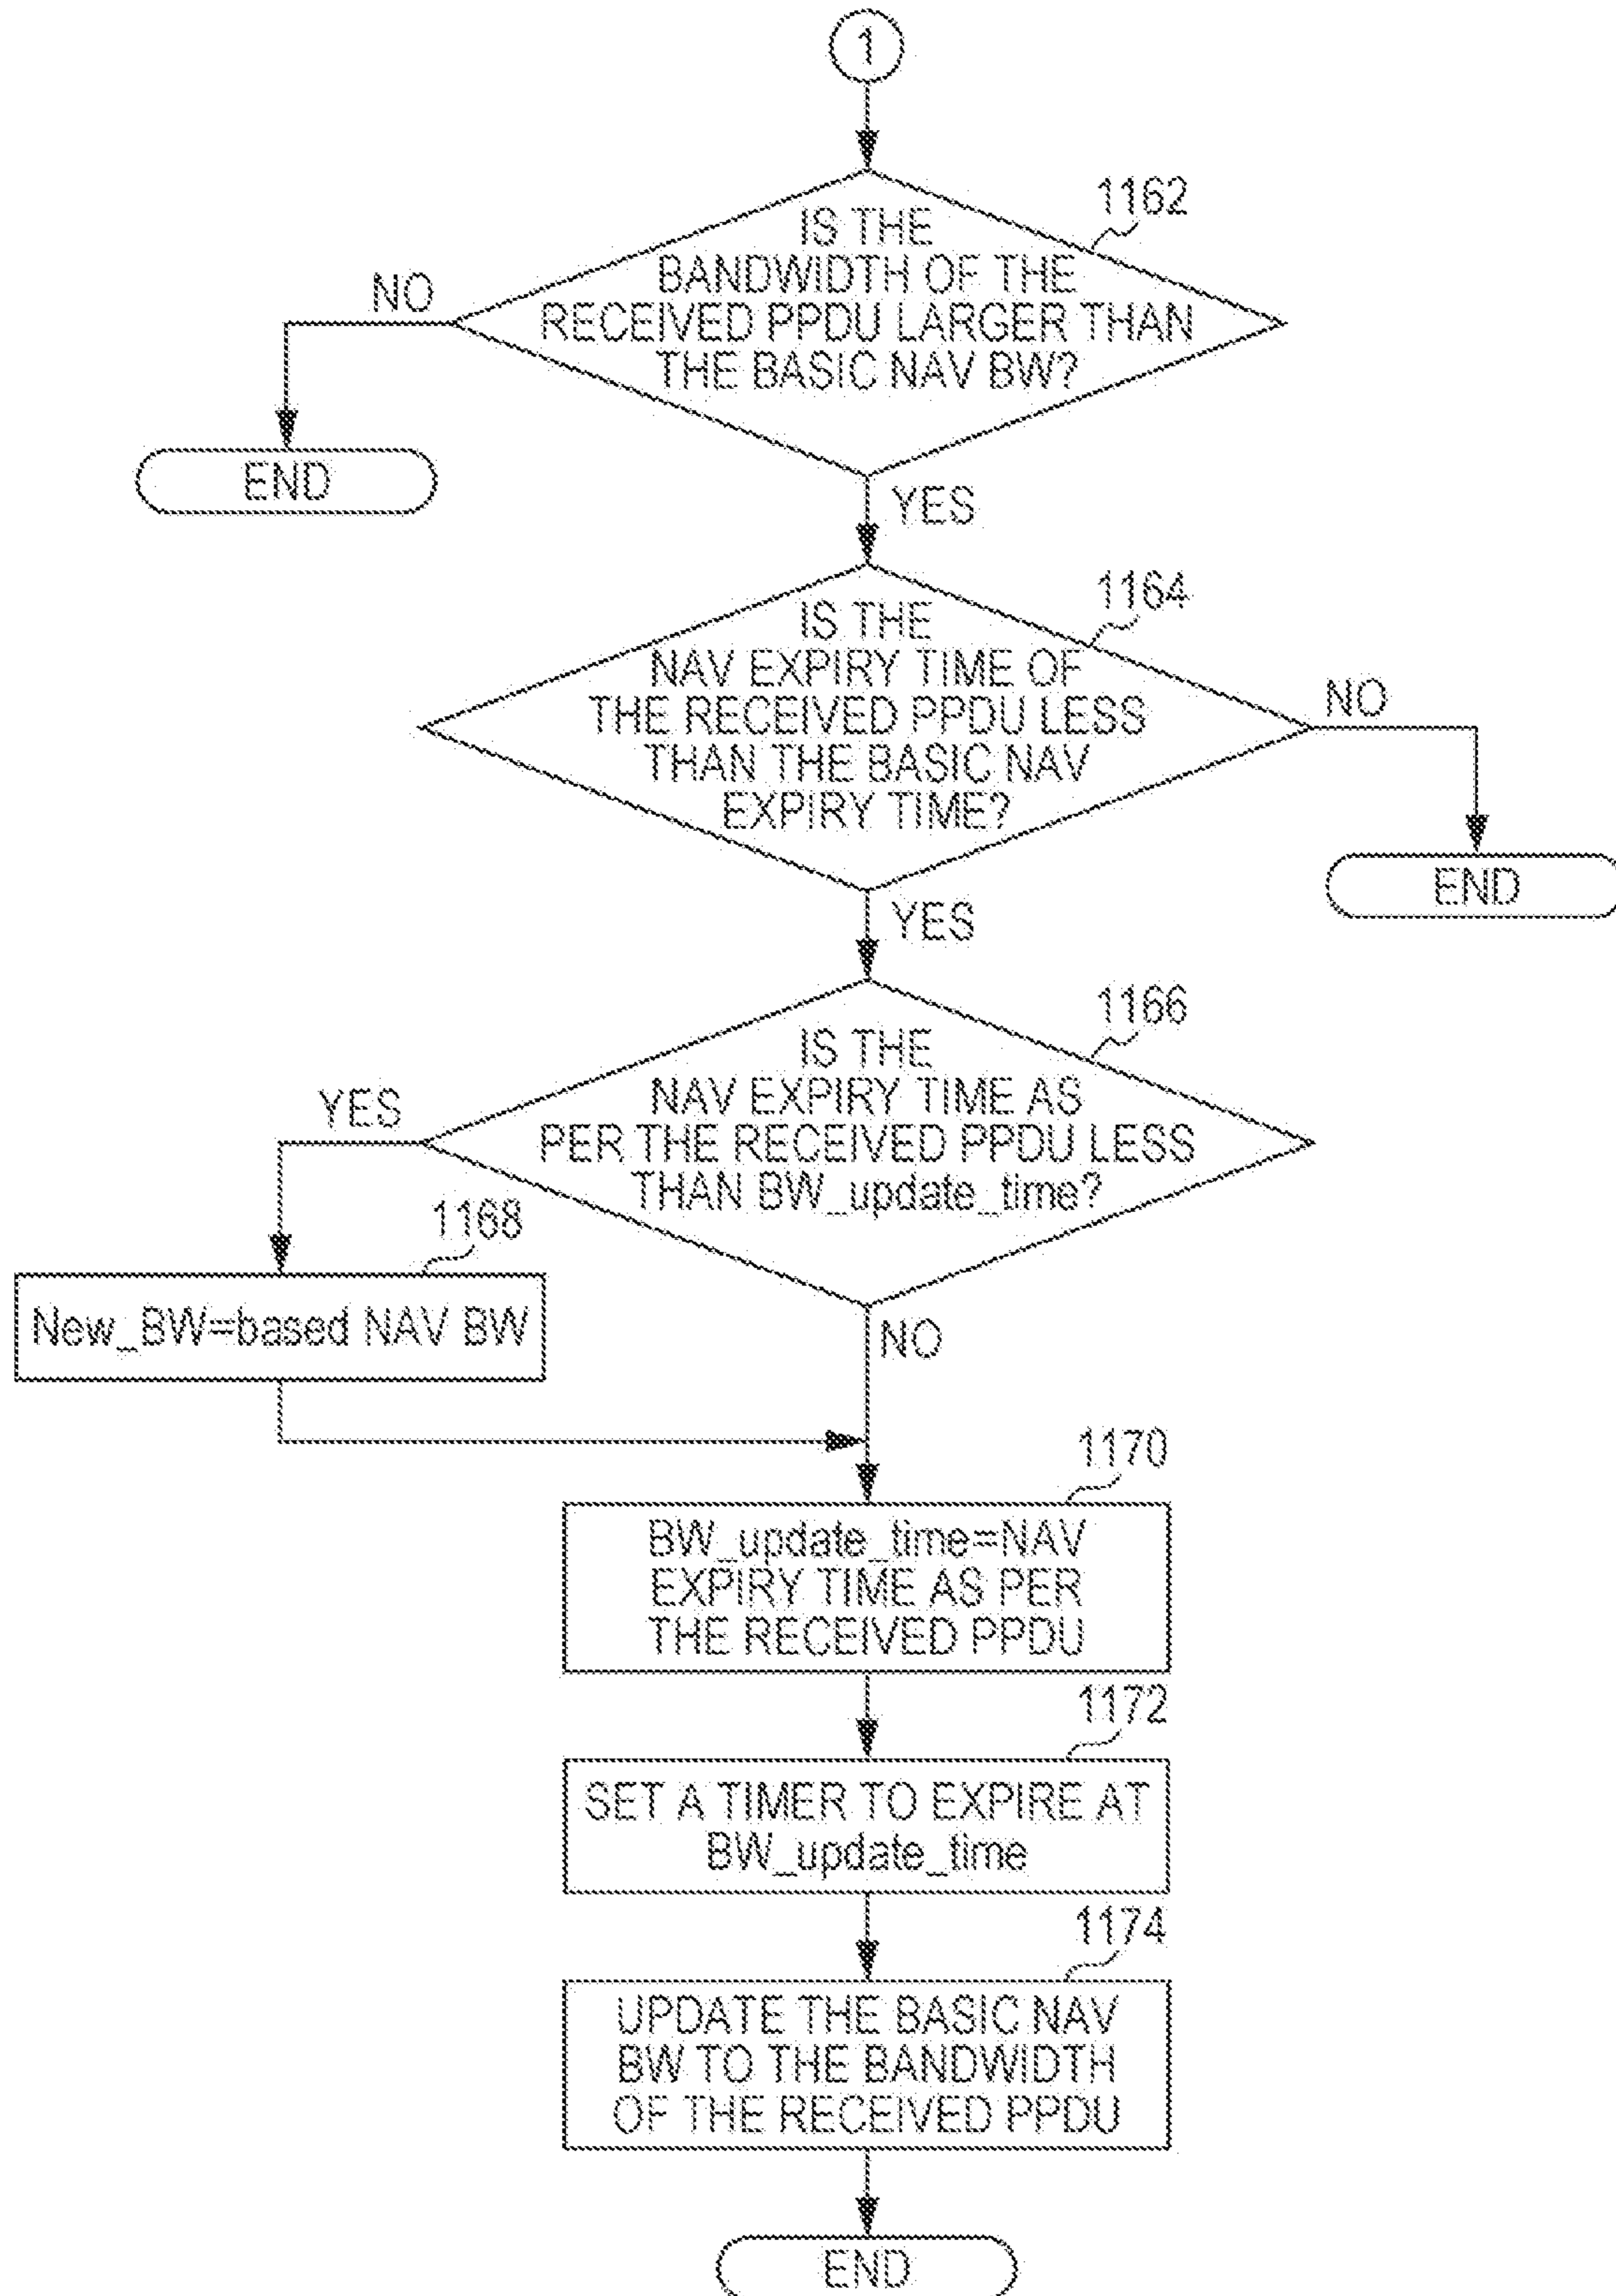 1
1162
IS THE
BANDWIDTH OF THE
RECEIVED PPDU LARGER THAN
THE BASIC NAV BW?
NO
END
YES
1164
IS THE
NAV EXPIRY TIME OF
THE RECEIVED PPDU LESS
THAN THE BASIC NAV
EXPIRY TIME?
NO
END
YES
1166
IS THE
NAV EXPIRY TIME AS
PER THE RECEIVED PPDU LESS
THAN BW_update_time?
YES
1168
New_BW=based NAV BW
NO
1170
BW_update_time=NAV
EXPIRY TIME AS PER
THE RECEIVED PPDU
1172
SET A TIMER TO EXPIRE AT
BW_update_time
1174
UPDATE THE BASIC NAV
BW TO THE BANDWIDTH
OF THE RECEIVED PPDU
END